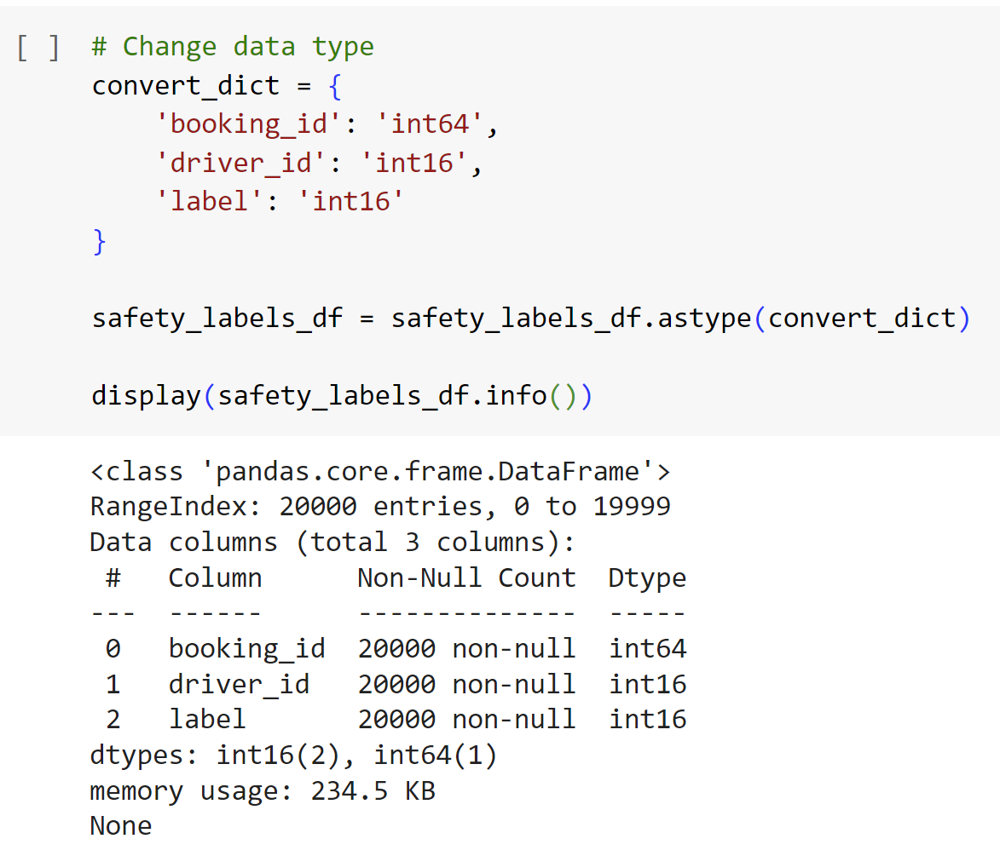 [ ] # Change data type
convert_dict = {
    'booking_id': 'int64',
    'driver_id': 'int16',
    'label': 'int16'
}
safety_labels_df = safety_labels_df.astype(convert_dict)
display(safety_labels_df.info())
<class 'pandas.core.frame.DataFrame'>
RangeIndex: 20000 entries, 0 to 19999
Data columns (total 3 columns):
 #   Column      Non-Null Count  Dtype
---  ------      --------------  -----
 0   booking_id  20000 non-null  int64
 1   driver_id   20000 non-null  int16
 2   label       20000 non-null  int16
dtypes: int16(2), int64(1)
memory usage: 234.5 KB
None